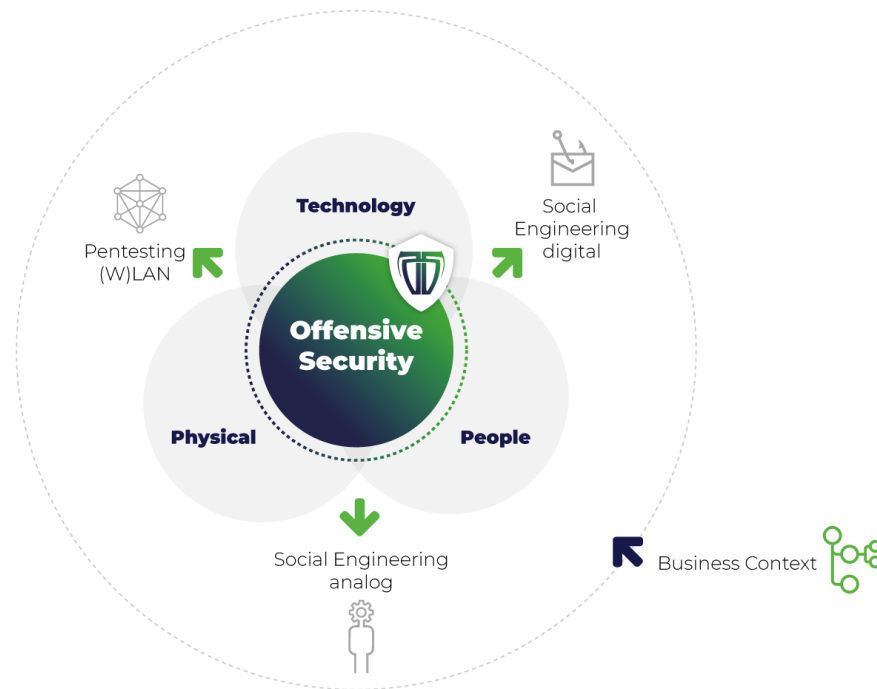 Technology
Social
Engineering
digital
Pentesting
(W)LAN
Offensive
Security
Physical
People
Social Engineering
analog
Business Context